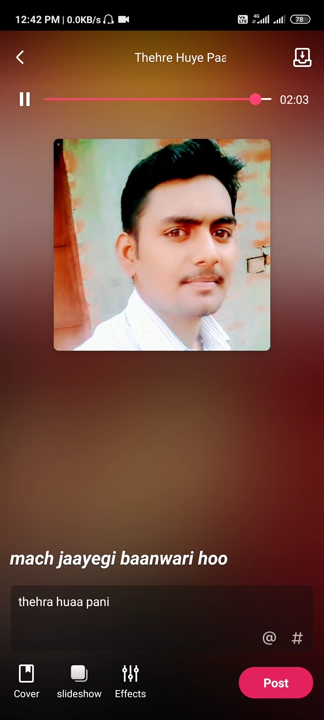 12:42 PM | 0.0KB/s
78
Thehre Huye Paa
02:03
mach jaayegi baanwari hoo
thehra huaa pani
@ #
Cover slideshow Effects
Post